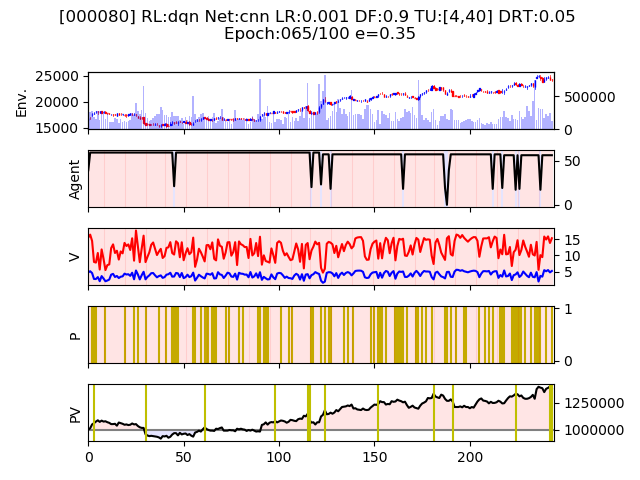 [000080] RL:dqn Net:cnn LR:0.001 DF:0.9 TU:[4,40] DRT:0.05
Epoch:065/100 e=0.35
Env.
25000
20000
15000
500000
0
Agent
50
0
V
15
10
5
P
1
0
PV
1250000
1000000
0
50
100
150
200